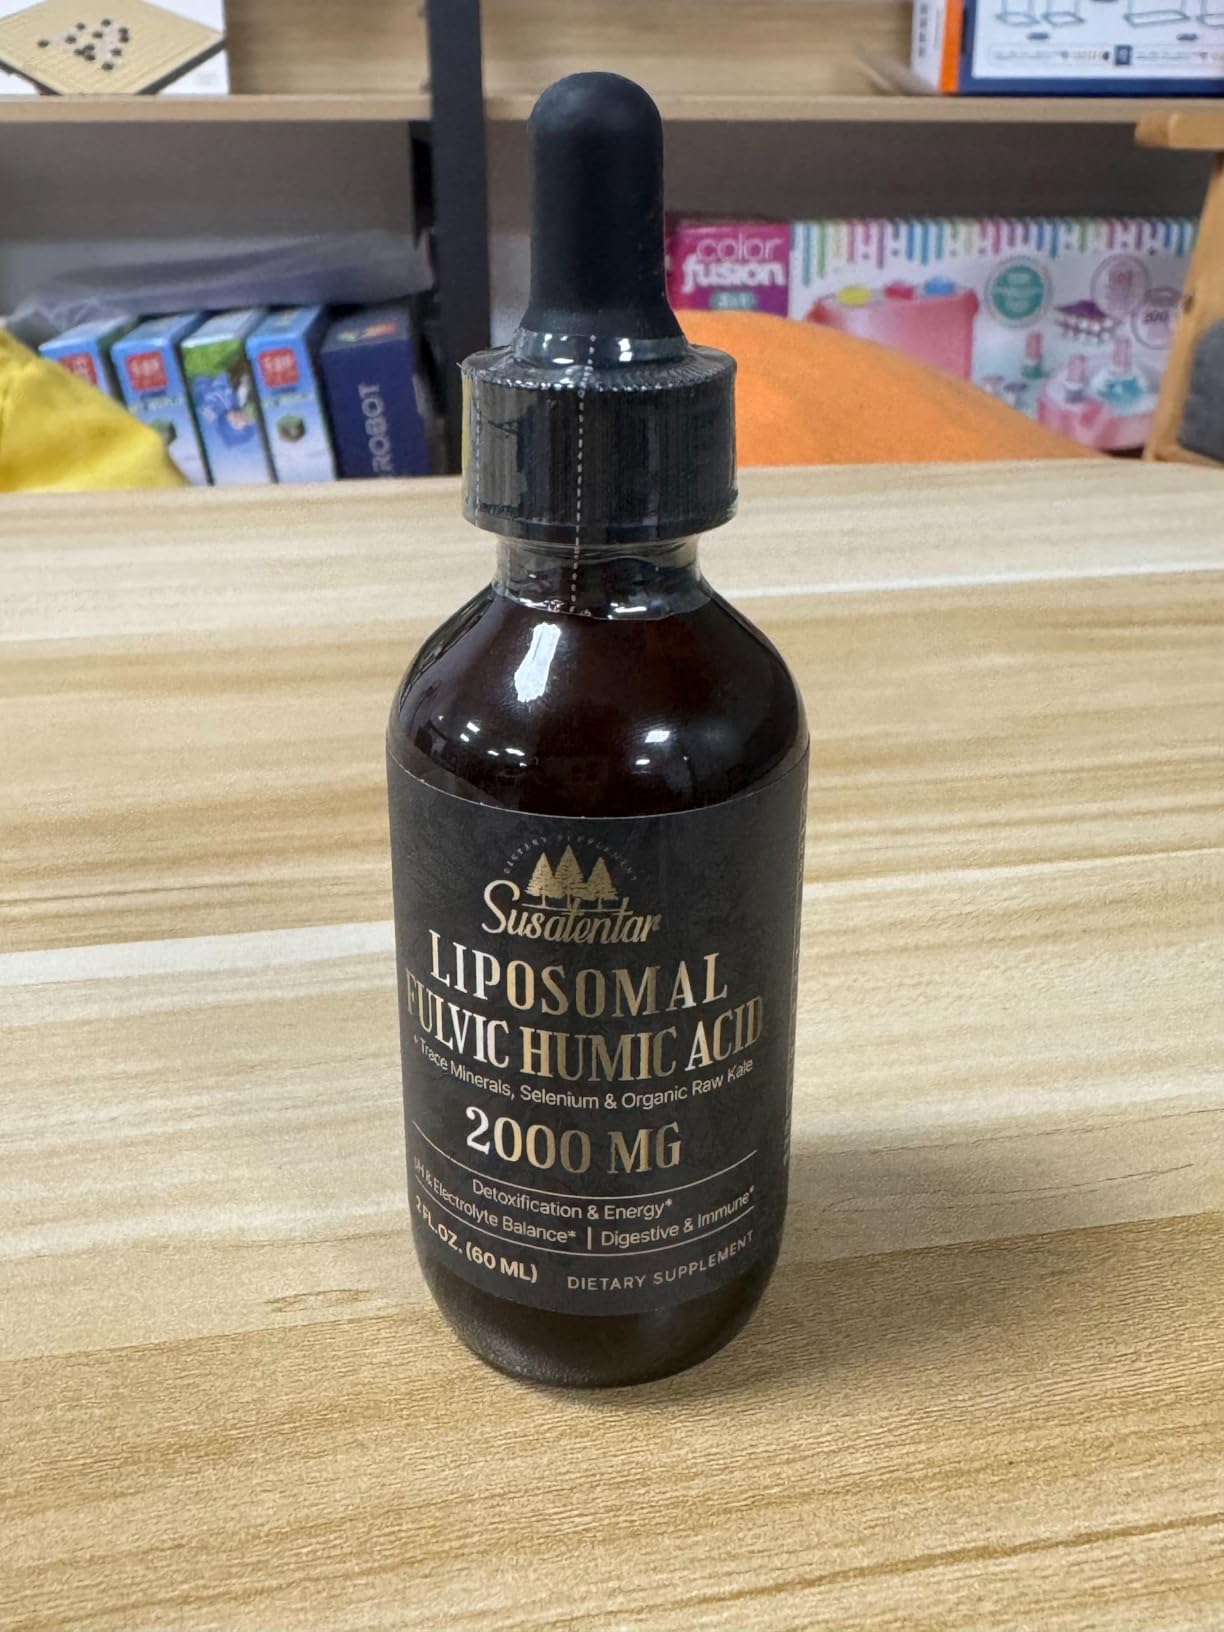 color
fusion
ROBOT
DIETARY SUPPLEMENT
Susatentar
LIPOSOMAL
FULVIC HUMIC ACID
+ Trace Minerals, Selenium & Organic Raw Kale
2000 MG
Detoxification & Energy*
pH & Electrolyte Balance* | Digestive & Immune*
2 FL.OZ. (60 ML) DIETARY SUPPLEMENT